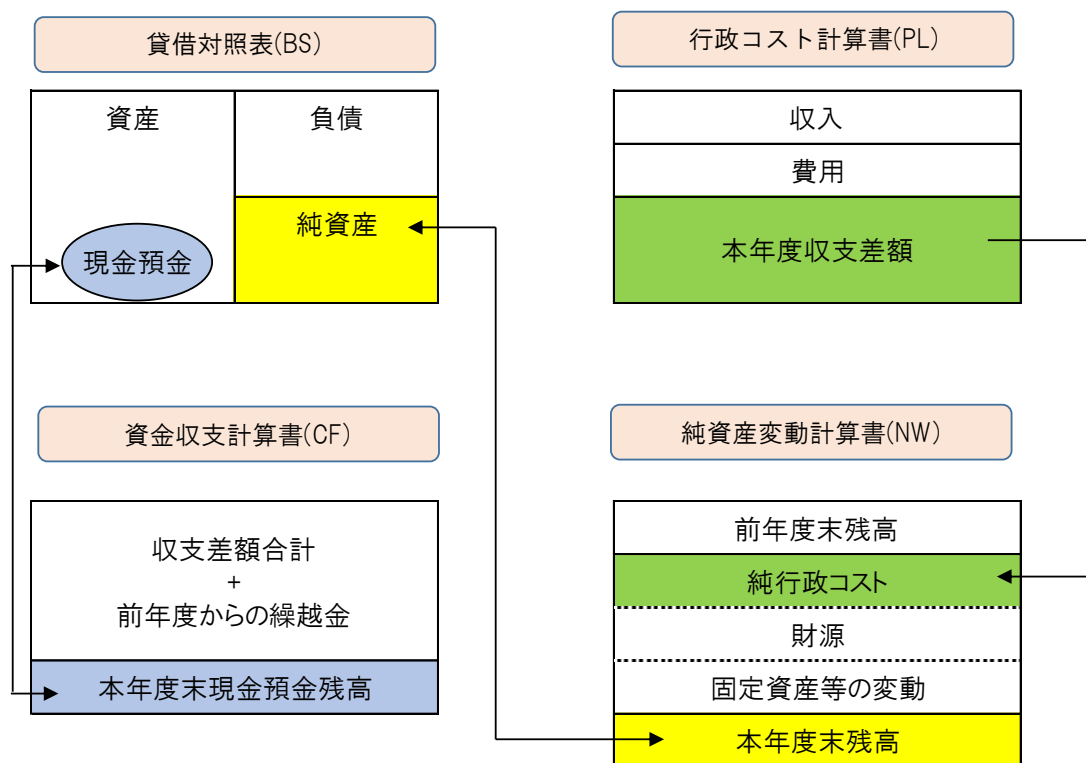 貸借対照表(BS)
資産
負債
純資産
現金預金
行政コスト計算書(PL)
収入
費用
本年度収支差額
資金収支計算書(CF)
収支差額合計
+
前年度からの繰越金
本年度末現金預金残高
純資産変動計算書(NW)
前年度末残高
純行政コスト
財源
固定資産等の変動
本年度末残高